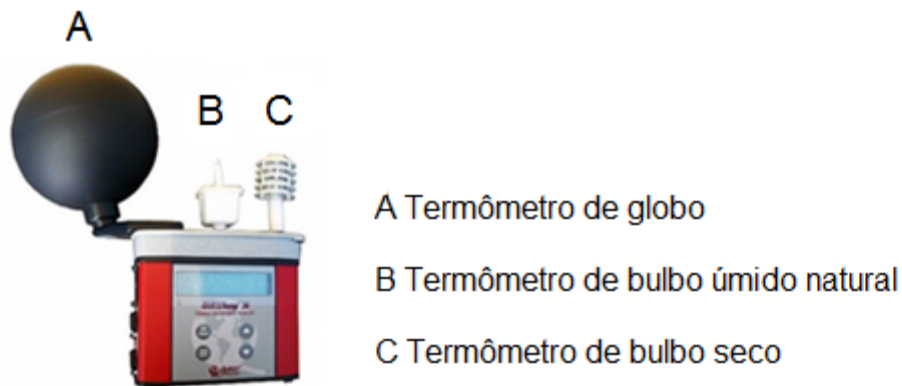 A
B C
A Termômetro de globo
B Termômetro de bulbo úmido natural
C Termômetro de bulbo seco